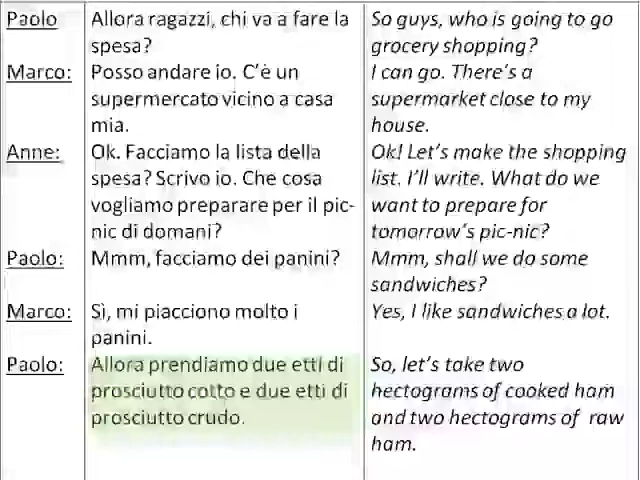 Paolo Allora ragazzi, chi va a fare la So guys, who is going to go
spesa? grocery shopping?
Marco: Posso andare io. C'è un I can go. There's a
supermercato vicino a casa supermarket close to my
mia. house.
Anne: Ok. Facciamo la lista della Ok! Let's make the shopping
spesa? Scrivo io. Che cosa list. I'll write. What do we
vogliamo preparare per il pic- want to prepare for
nic di domani? tomorrow's pic-nic?
Paolo: Mmm, facciamo dei panini? Mmm, shall we do some
sandwiches?
Marco: Sì, mi piacciono molto i Yes, I like sandwiches a lot.
panini.
Paolo: Allora prendiamo due etti di So, let's take two
prosciutto cotto e due etti di hectograms of cooked ham
prosciutto crudo. and two hectograms of raw
ham.